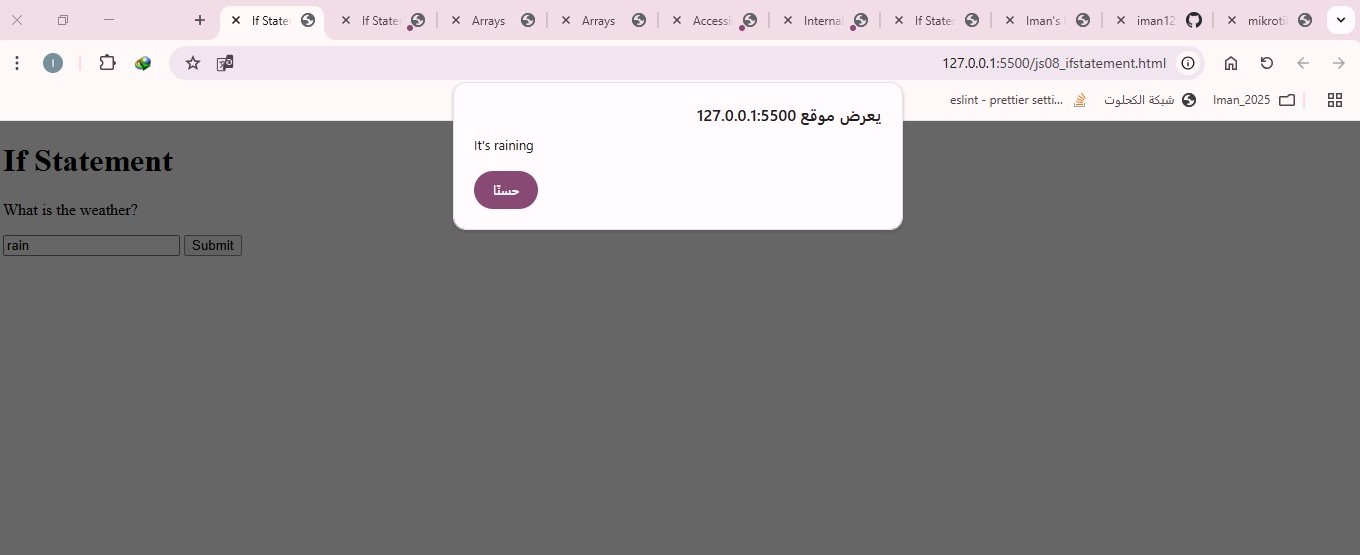 If State
If State
Arrays
Arrays
Accessi
Internal
If State
Iman's
iman12
mikroti
127.0.0.1:5500/js08_ifstatement.html
I
eslint - prettier setti...
شبكة الكحلوت
Iman_2025
يعرض موقع 127.0.0.1:5500
It's raining
حسنًا
If Statement
What is the weather?
rain
Submit